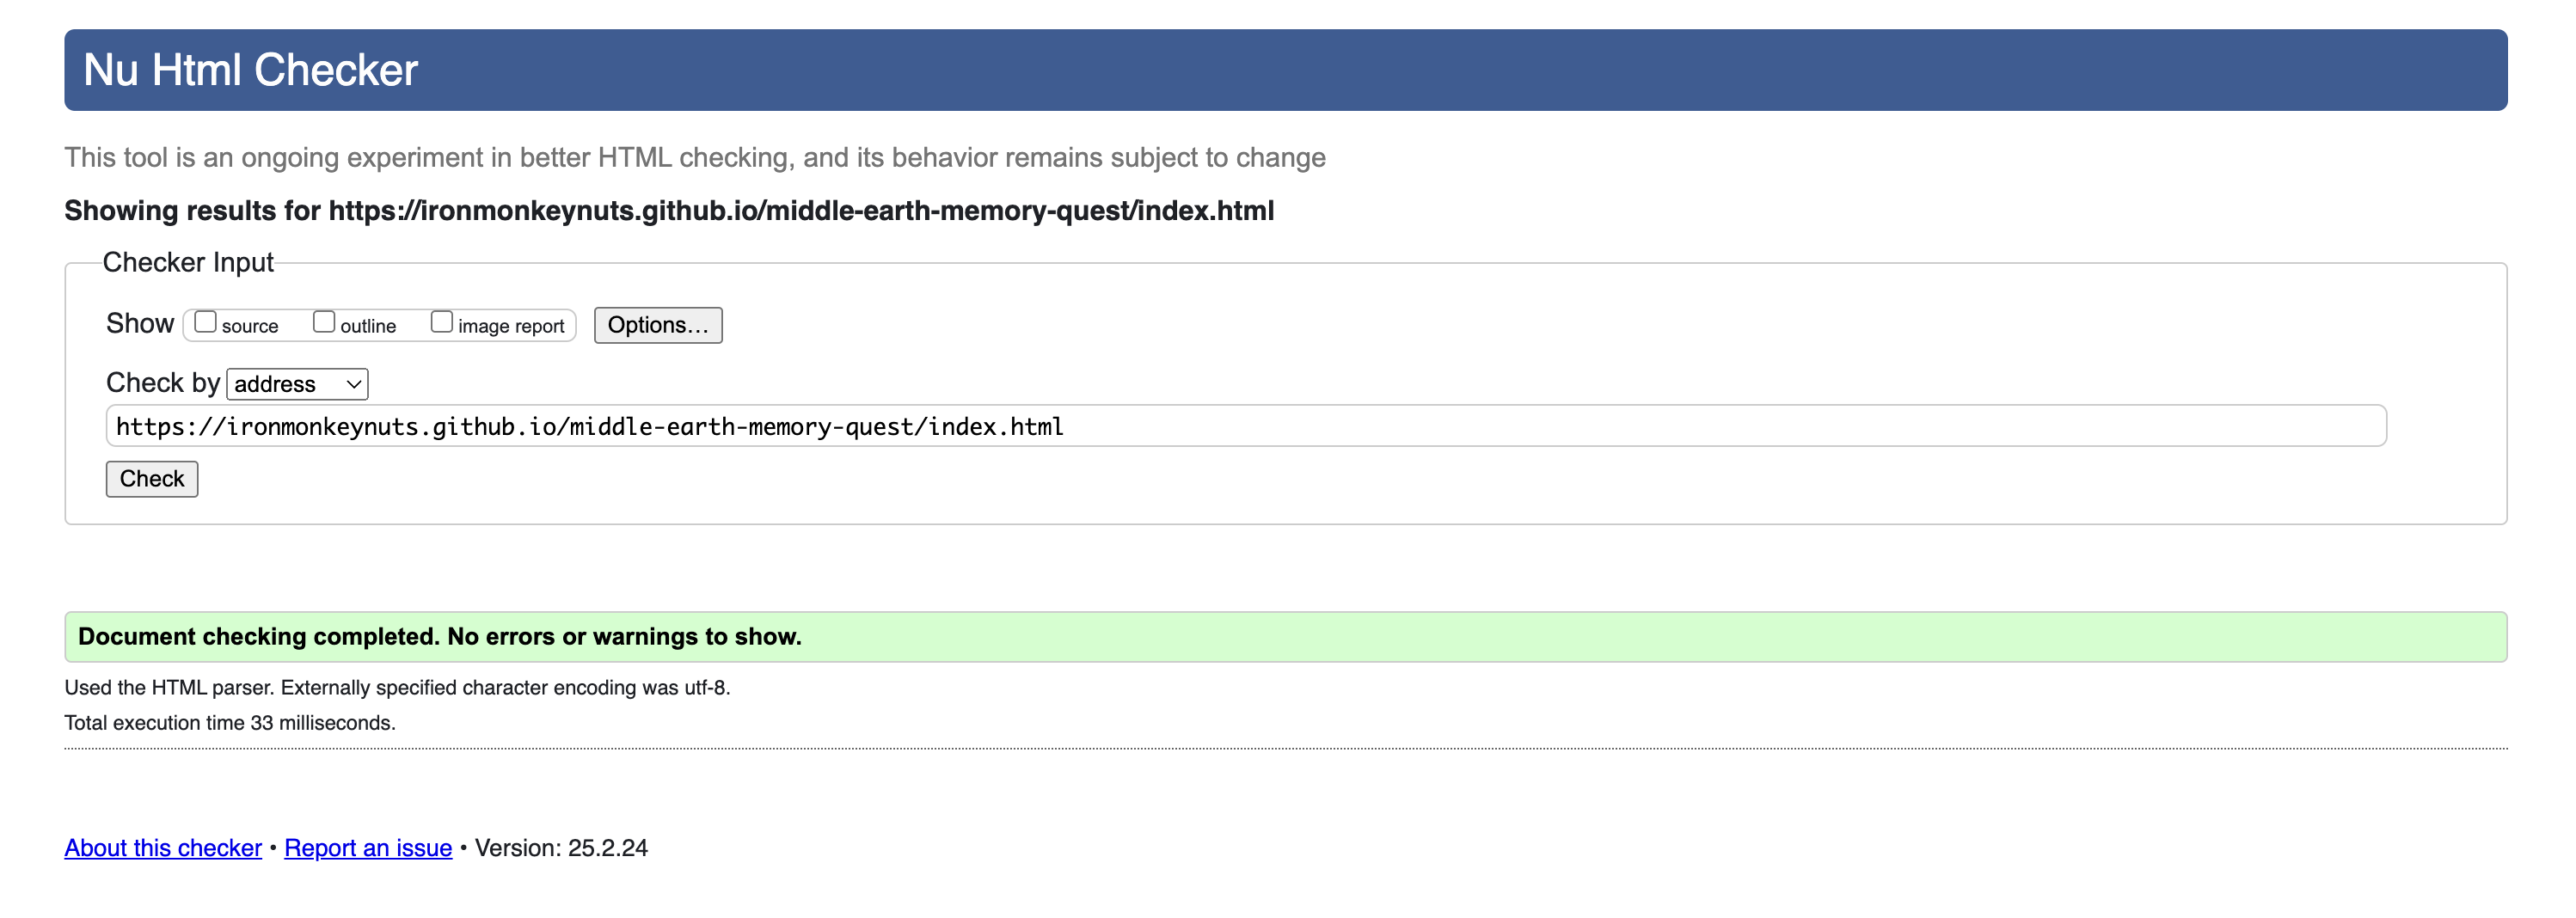 Nu Html Checker
This tool is an ongoing experiment in better HTML checking, and its behavior remains subject to change
Showing results for https://ironmonkeynuts.github.io/middle-earth-memory-quest/index.html
Checker Input
Show source outline image report Options…
Check by address
https://ironmonkeynuts.github.io/middle-earth-memory-quest/index.html
Check
Document checking completed. No errors or warnings to show.
Used the HTML parser. Externally specified character encoding was utf-8.
Total execution time 33 milliseconds.
About this checker • Report an issue • Version: 25.2.24